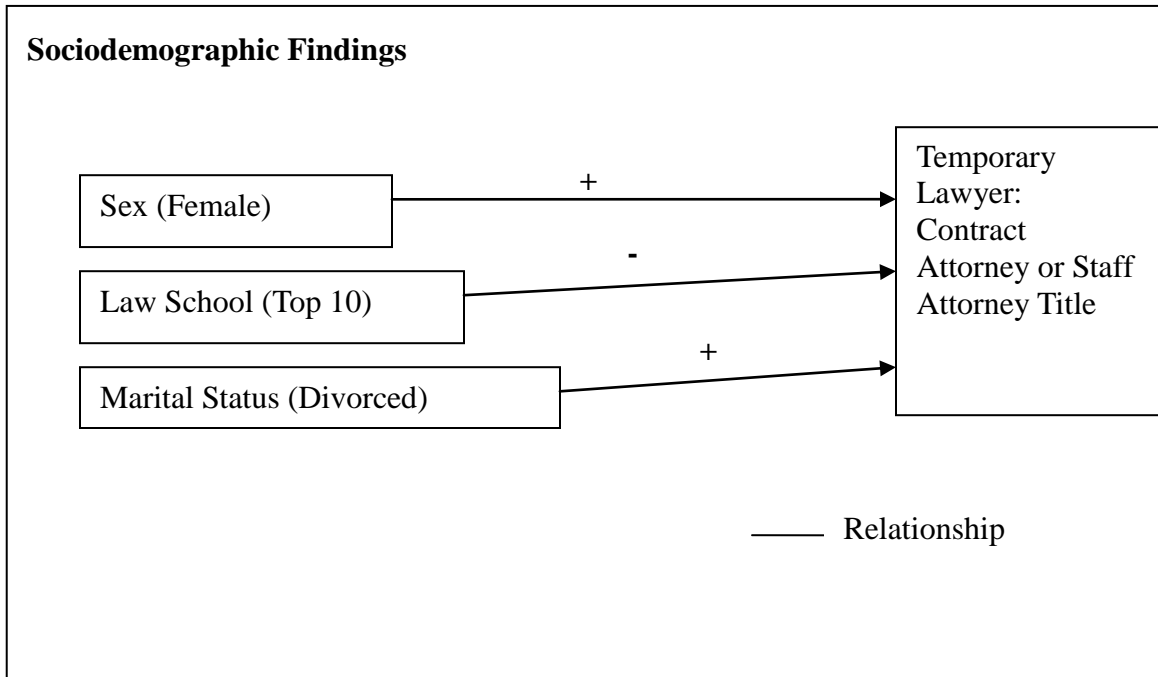 Sociodemographic Findings
Sex (Female)
+
Law School (Top 10)
-
Marital Status (Divorced)
+
Temporary
Lawyer:
Contract
Attorney or Staff
Attorney Title
Relationship